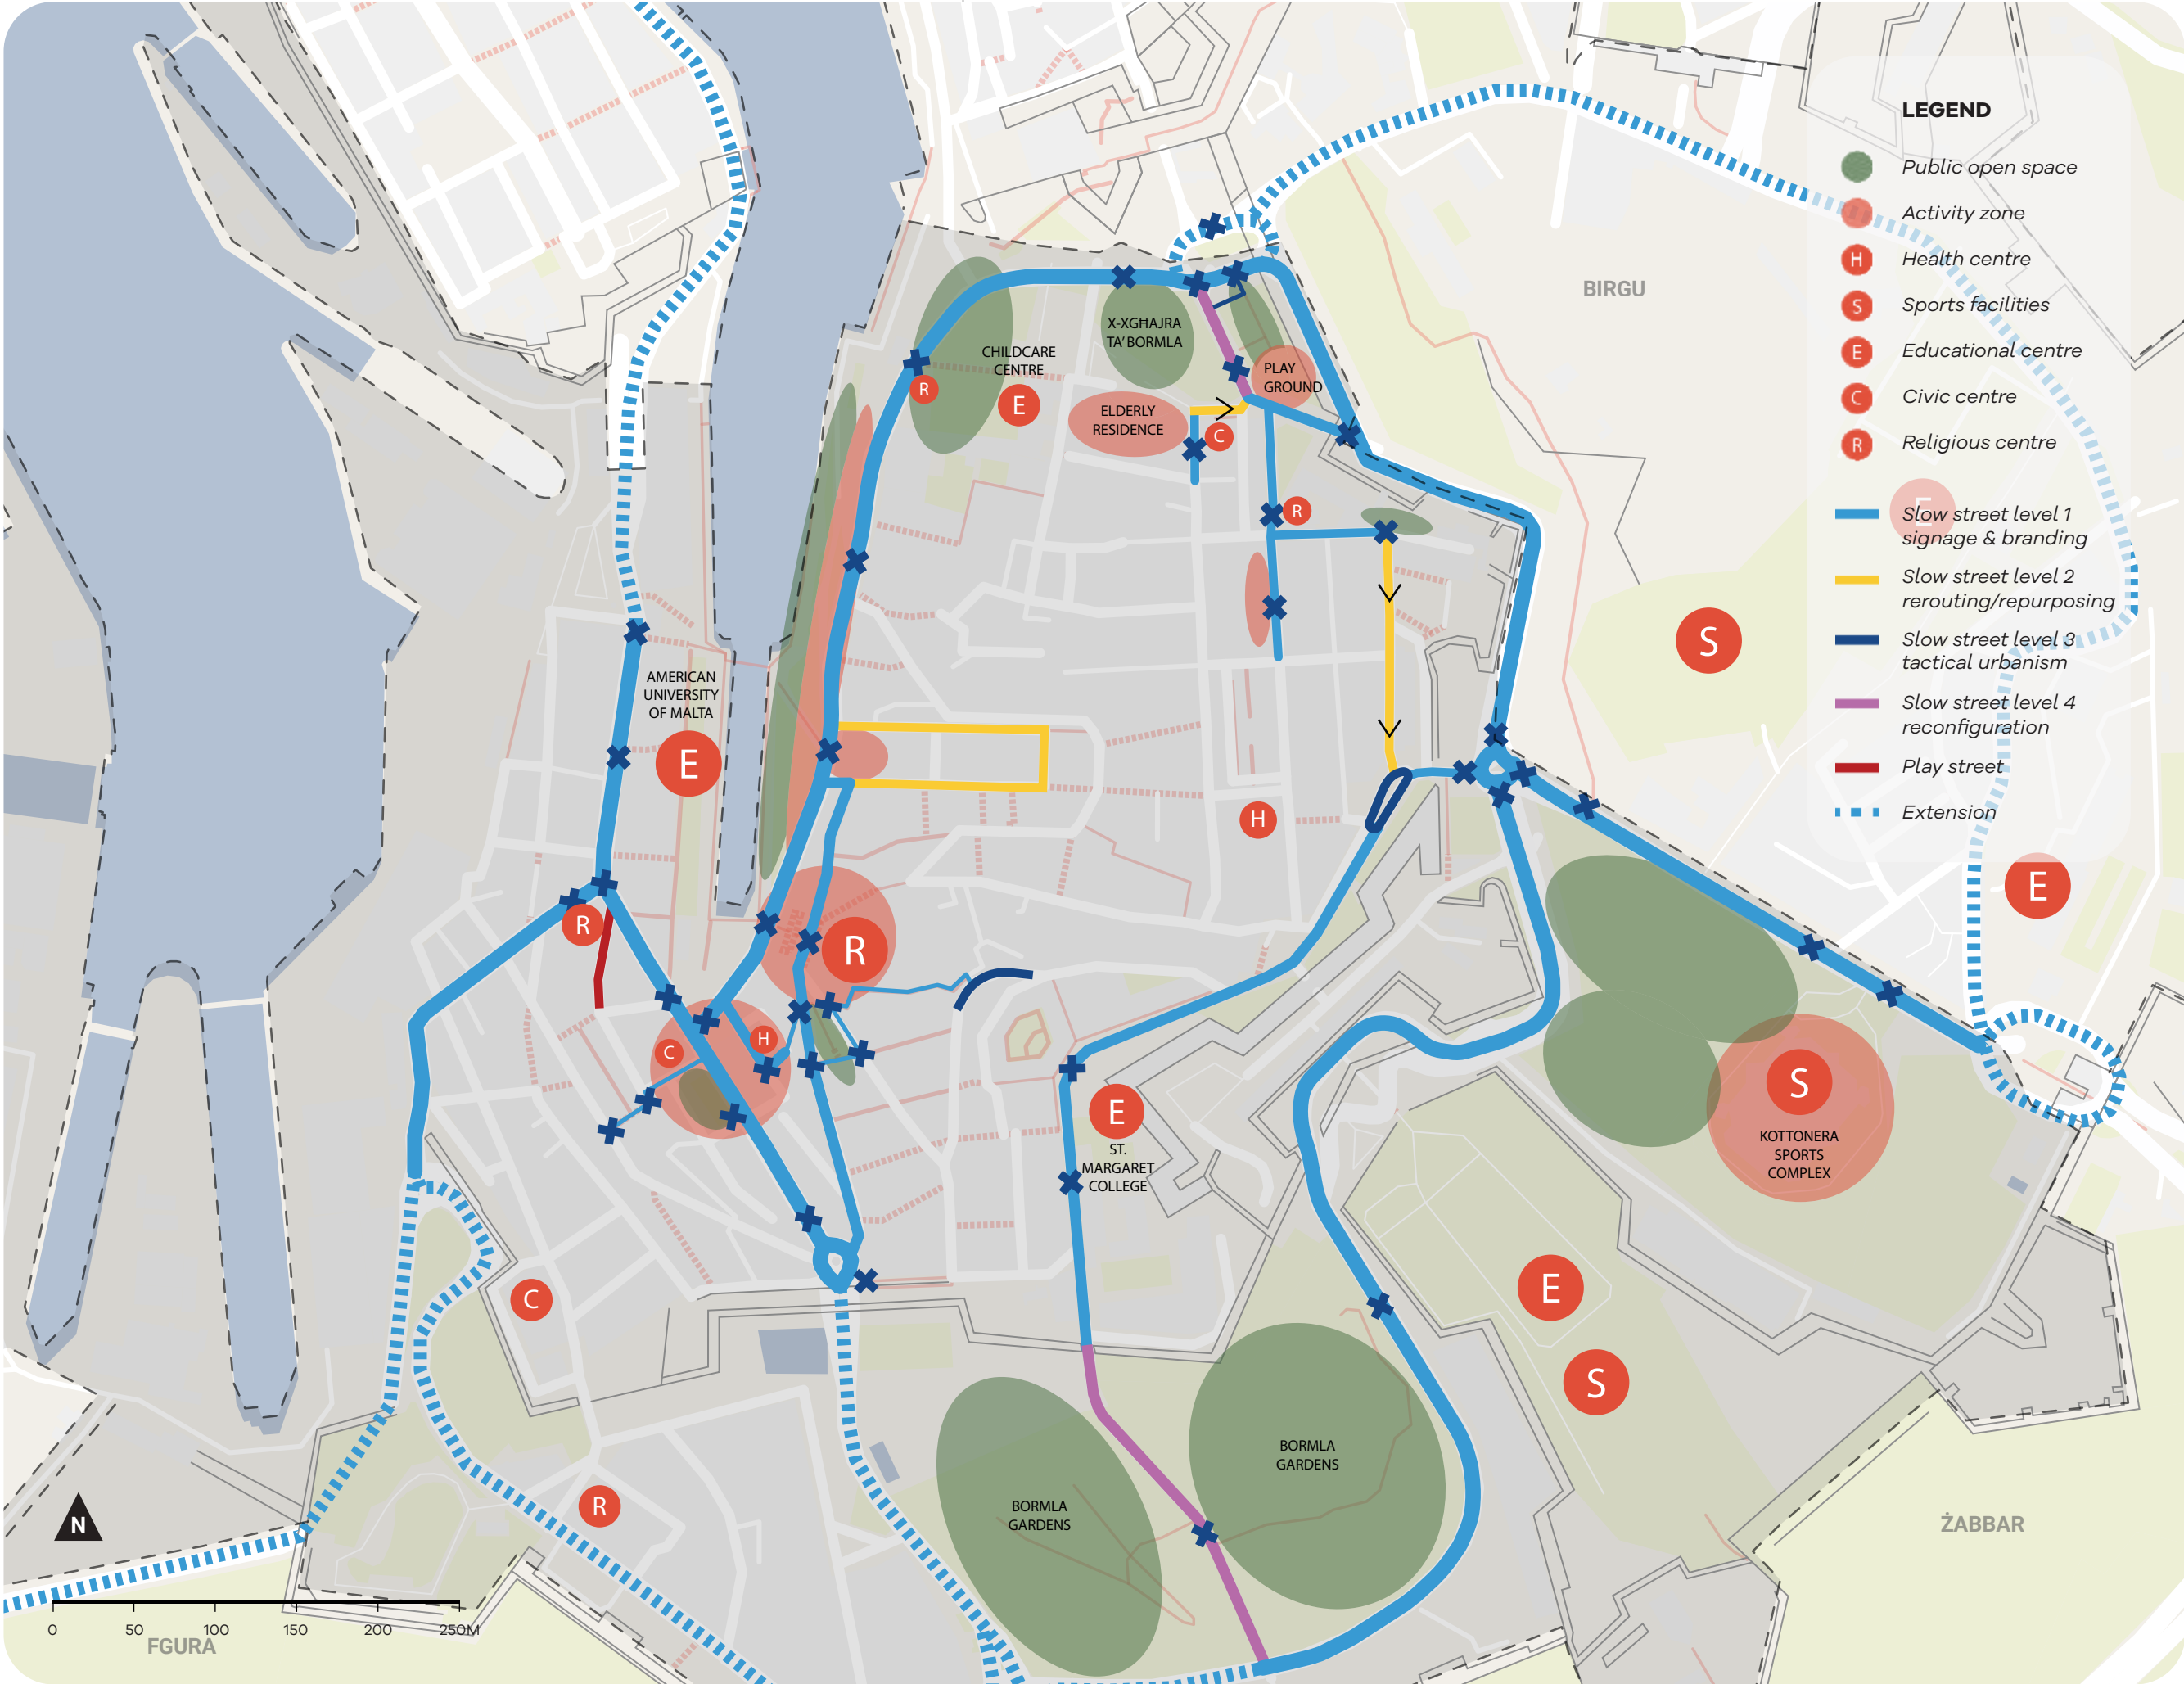 LEGEND
Public open space
Activity zone
H
Health centre
S
Sports facilities
E
Educational centre
C
Civic centre
R
Religious centre
E
Slow street level 1
signage & branding
Slow street level 2
rerouting/repurposing
Slow street level 3
tactical urbanism
Slow street level 4
reconfiguration
Play street
Extension
BIRGU
X-XGĦAJRA
TA' BORMLA
CHILDCARE
CENTRE
E
R
PLAY
GROUND
ELDERLY
RESIDENCE
C
R
S
AMERICAN
UNIVERSITY
OF MALTA
E
H
E
R
R
C
H
S
KOTTONERA
SPORTS
COMPLEX
E
ST.
MARGARET
COLLEGE
C
E
S
BORMLA
GARDENS
BORMLA
GARDENS
R
N
ŻABBAR
0 50 100 150 200 250M
FGURA